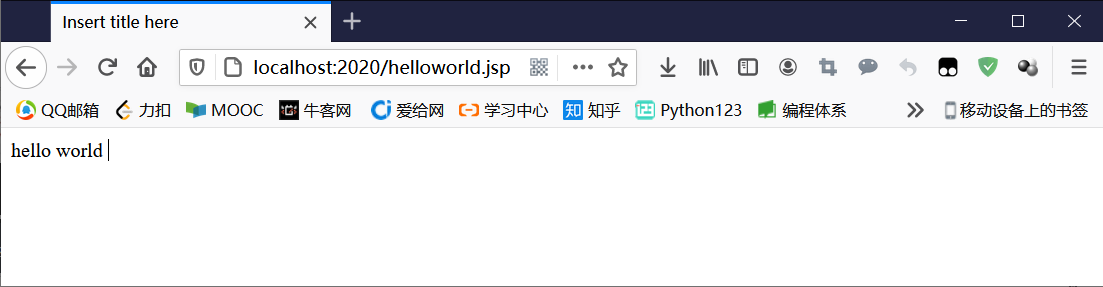 Insert title here
localhost:2020/helloworld.jsp
QQ邮箱 力扣 MOOC 牛客网 爱给网 学习中心 知乎 Python123 编程体系 移动设备上的书签
hello world